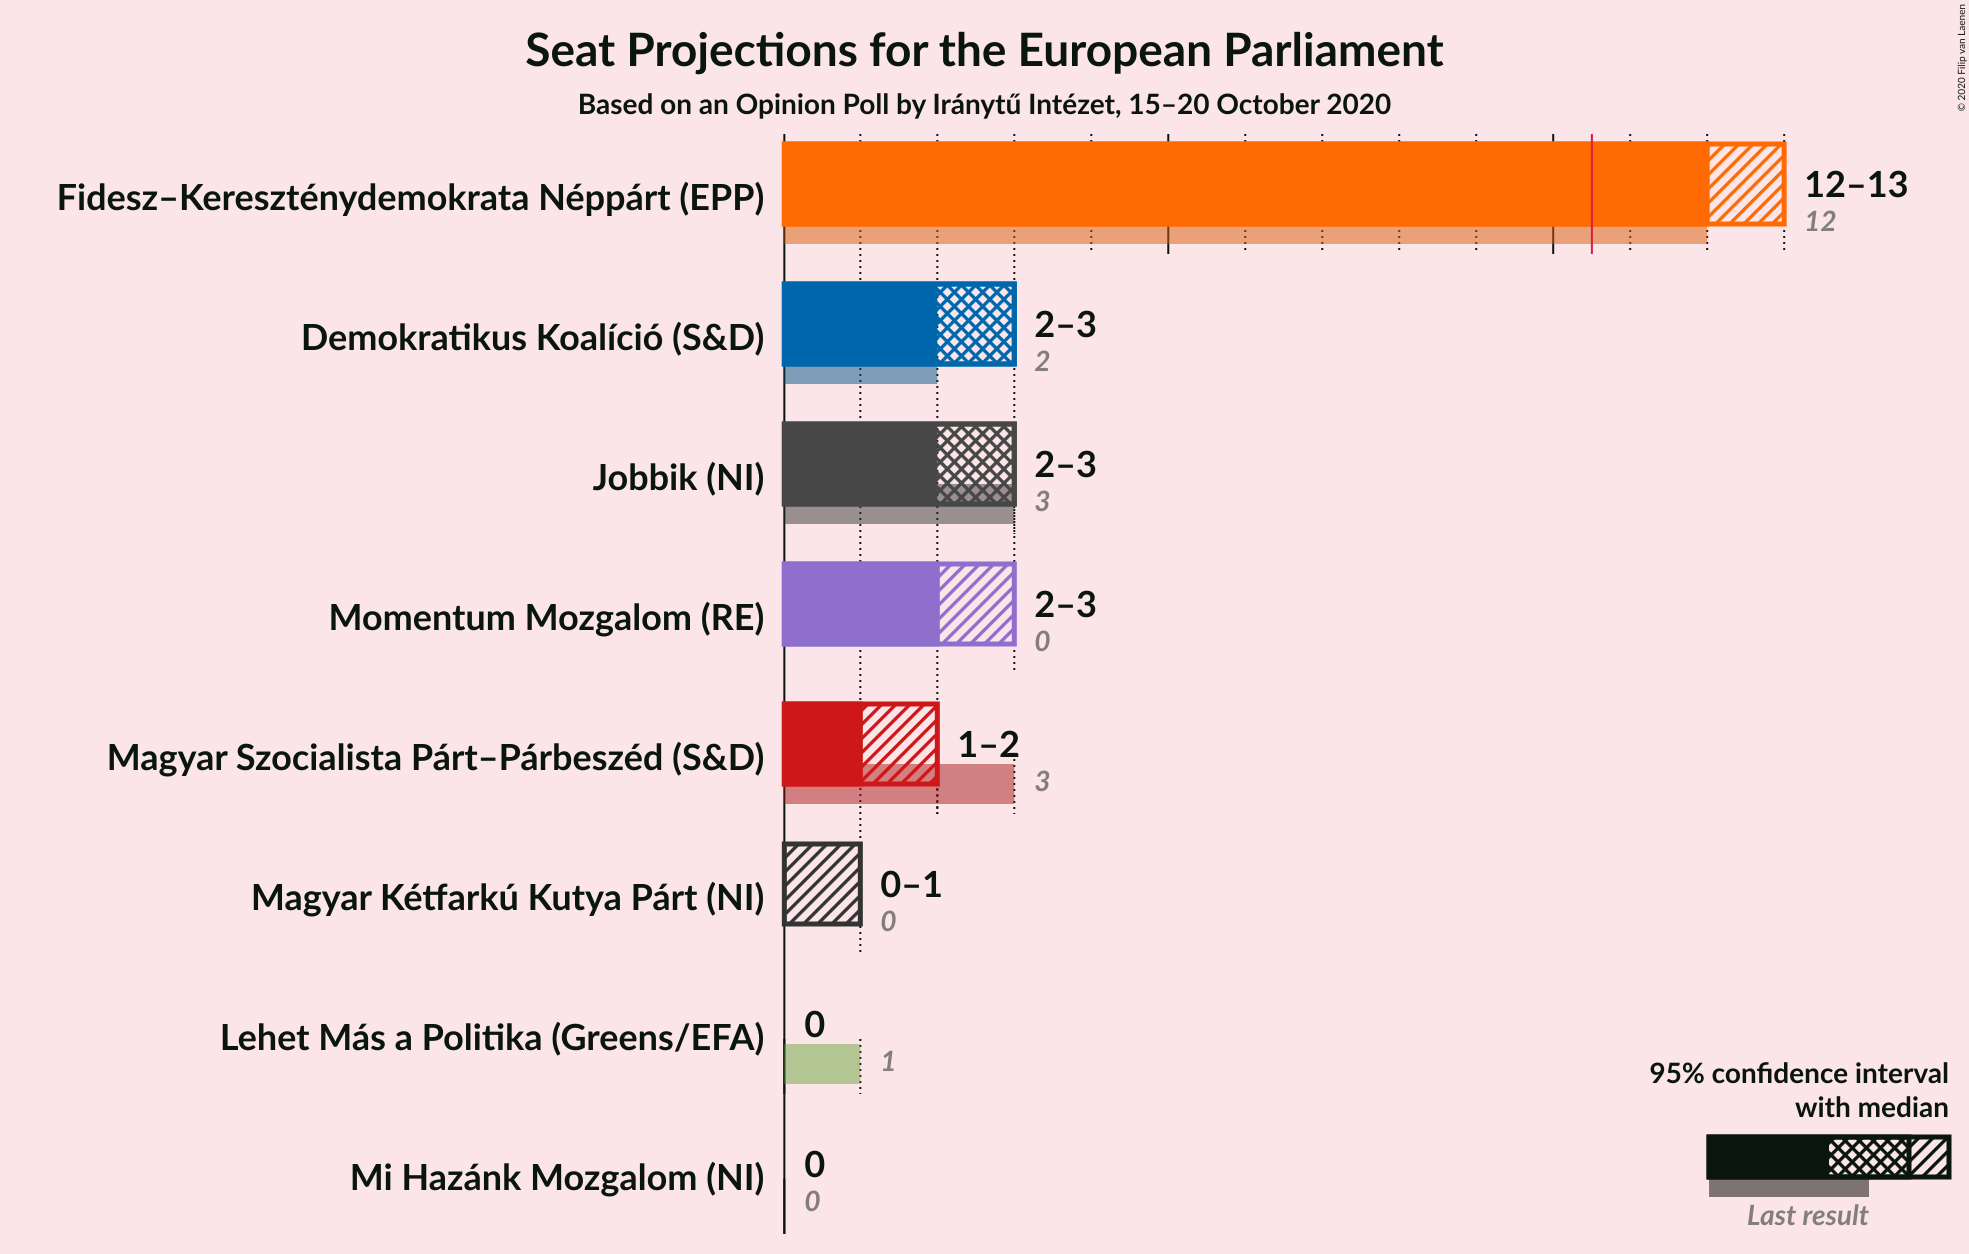 Seat Projections for the European Parliament
Based on an Opinion Poll by Iránytű Intézet, 15–20 October 2020
© 2020 Filip van Laenen
Fidesz–Kereszténydemokrata Néppárt (EPP)
12–13
12
Demokratikus Koalíció (S&D)
2–3
2
Jobbik (NI)
2–3
3
Momentum Mozgalom (RE)
2–3
0
Magyar Szocialista Párt–Párbeszéd (S&D)
1–2
3
Magyar Kétfarkú Kutya Párt (NI)
0–1
0
Lehet Más a Politika (Greens/EFA)
0
1
Mi Hazánk Mozgalom (NI)
0
0
95% confidence interval
with median
Last result